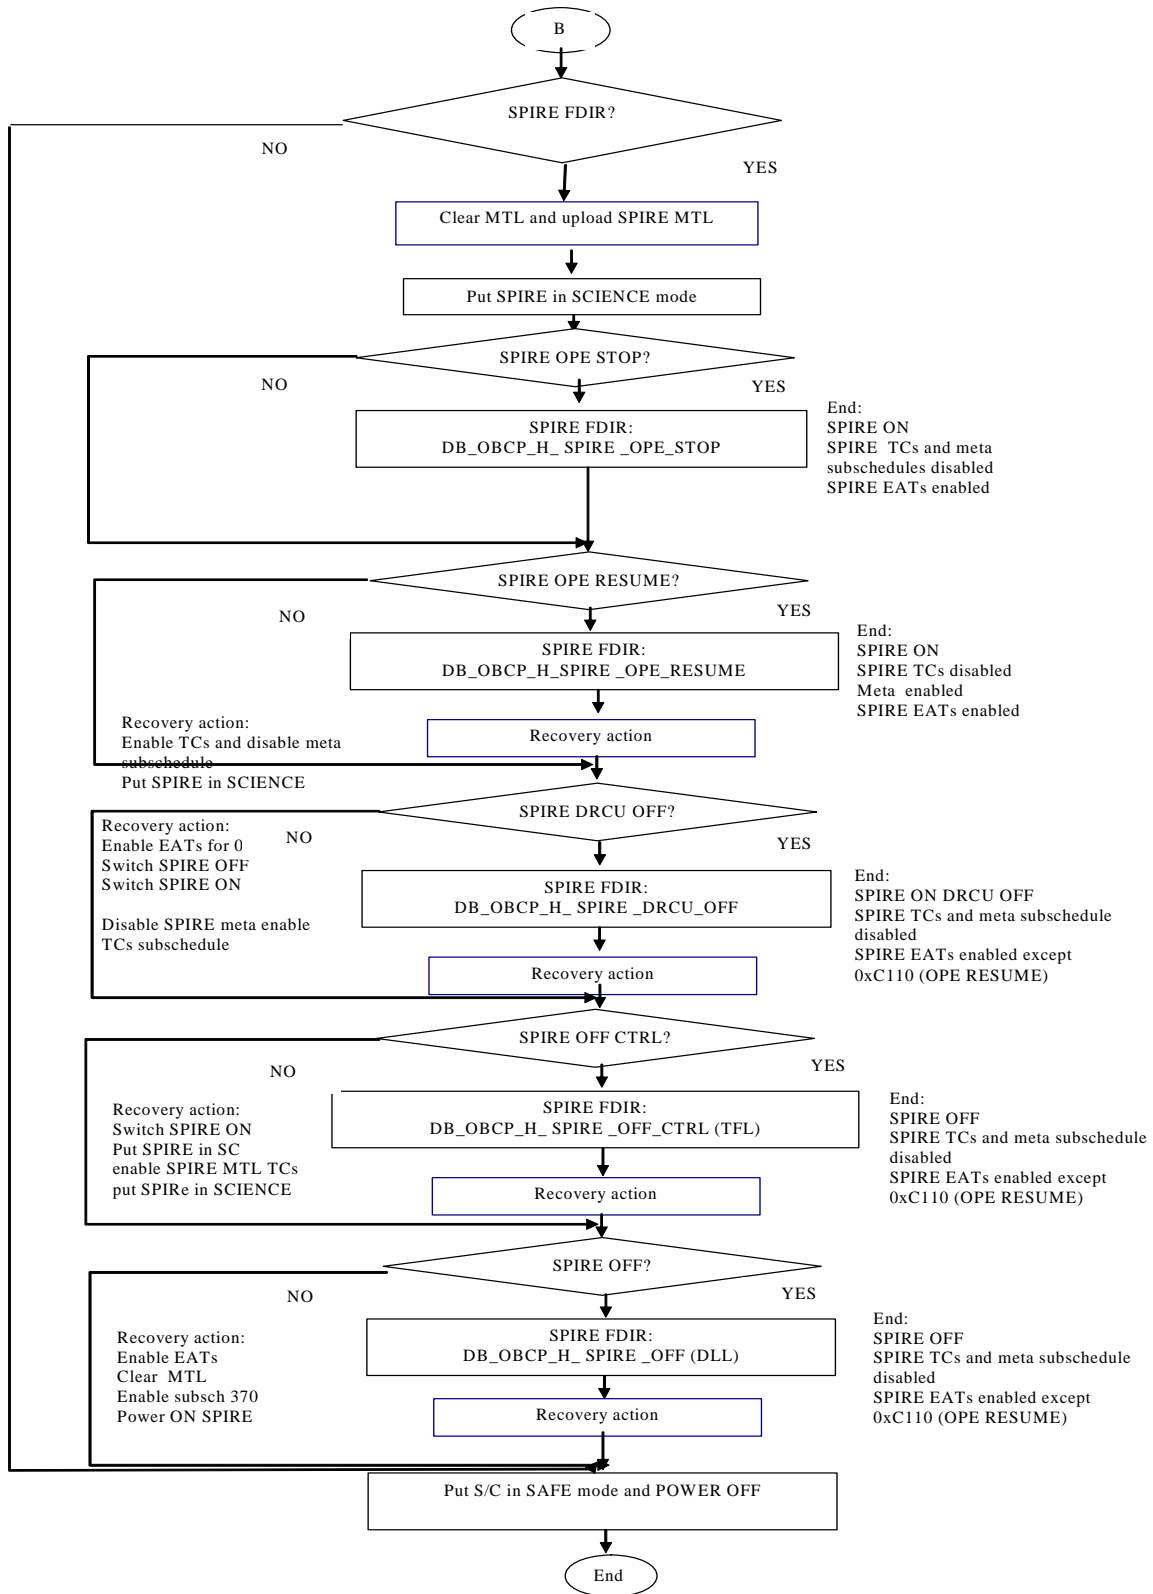 B
SPIRE FDIR?
NO
YES
Clear MTL and upload SPIRE MTL
Put SPIRE in SCIENCE mode
SPIRE OPE STOP?
NO
YES
SPIRE FDIR:
DB_OBCP_H_ SPIRE _OPE_STOP
End:
SPIRE ON
SPIRE TCs and meta
subschedules disabled
SPIRE EATs enabled
SPIRE OPE RESUME?
NO
YES
SPIRE FDIR:
DB_OBCP_H_SPIRE _OPE_RESUME
End:
SPIRE ON
SPIRE TCs disabled
Meta enabled
SPIRE EATs enabled
Recovery action
Recovery action:
Enable TCs and disable meta
subschedule
Put SPIRE in SCIENCE
SPIRE DRCU OFF?
NO
YES
Recovery action:
Enable EATs for 0
Switch SPIRE OFF
Switch SPIRE ON
Disable SPIRE meta enable
TCs subschedule
SPIRE FDIR:
DB_OBCP_H_ SPIRE _DRCU_OFF
End:
SPIRE ON DRCU OFF
SPIRE TCs and meta subschedule
disabled
SPIRE EATs enabled except
0xC110 (OPE RESUME)
Recovery action
SPIRE OFF CTRL?
NO
YES
Recovery action:
Switch SPIRE ON
Put SPIRE in SC
enable SPIRE MTL TCs
put SPIRe in SCIENCE
SPIRE FDIR:
DB_OBCP_H_ SPIRE _OFF_CTRL (TFL)
End:
SPIRE OFF
SPIRE TCs and meta subschedule
disabled
SPIRE EATs enabled except
0xC110 (OPE RESUME)
Recovery action
SPIRE OFF?
NO
YES
Recovery action:
Enable EATs
Clear MTL
Enable subsch 370
Power ON SPIRE
SPIRE FDIR:
DB_OBCP_H_ SPIRE _OFF (DLL)
End:
SPIRE OFF
SPIRE TCs and meta subschedule
disabled
SPIRE EATs enabled except
0xC110 (OPE RESUME)
Recovery action
Put S/C in SAFE mode and POWER OFF
End